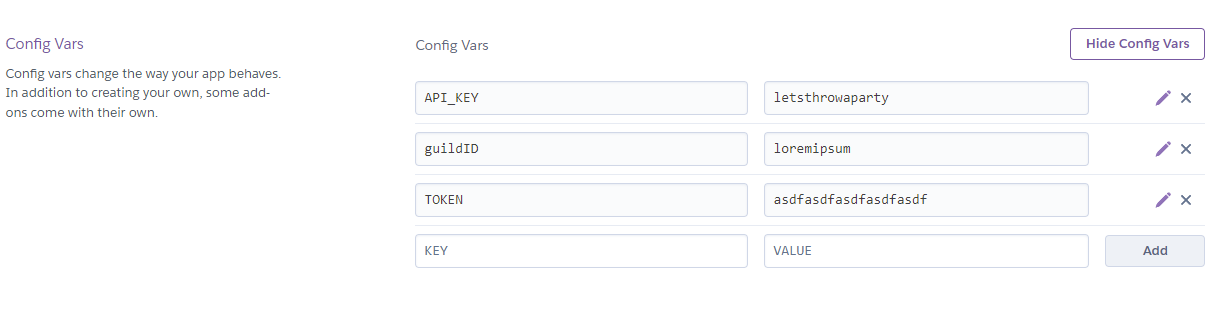 Config Vars
Config vars change the way your app behaves.
In addition to creating your own, some add-
ons come with their own.
Config Vars
Hide Config Vars
API_KEY letsthrowaparty
guildID loremipsum
TOKEN asdfasdfasdfasdfasdf
KEY VALUE Add